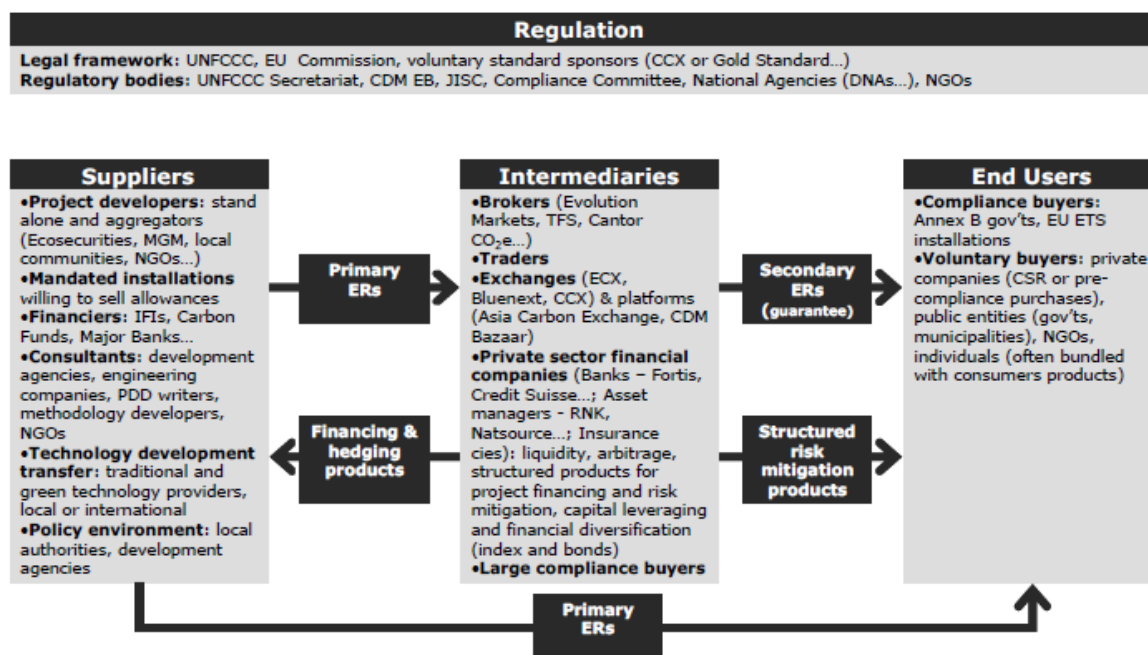 Regulation
Legal framework: UNFCCC, EU Commission, voluntary standard sponsors (CCX or Gold Standard...)
Regulatory bodies: UNFCCC Secretariat, CDM EB, JISC, Compliance Committee, National Agencies (DNAs...), NGOs
Suppliers
•Project developers: stand
alone and aggregators
(Ecosecurities, MGM, local
communities, NGOs...)
•Mandated installations
willing to sell allowances
•Financiers: IFIs, Carbon
Funds, Major Banks...
•Consultants: development
agencies, engineering
companies, PDD writers,
methodology developers,
NGOs
•Technology development
transfer: traditional and
green technology providers,
local or international
•Policy environment: local
authorities, development
agencies
Primary
ERs
Financing &
hedging
products
Intermediaries
•Brokers (Evolution
Markets, TFS, Cantor
CO₂e...)
•Traders
•Exchanges (ECX,
Bluenext, CCX) & platforms
(Asia Carbon Exchange, CDM
Bazaar)
•Private sector financial
companies (Banks – Fortis,
Credit Suisse...; Asset
managers - RNK,
Natsource...; Insurance
cies): liquidity, arbitrage,
structured products for
project financing and risk
mitigation, capital leveraging
and financial diversification
(index and bonds)
•Large compliance buyers
Secondary
ERs
(guarantee)
Structured
risk
mitigation
products
End Users
•Compliance buyers:
Annex B gov'ts, EU ETS
installations
•Voluntary buyers: private
companies (CSR or pre-
compliance purchases),
public entities (gov'ts,
municipalities), NGOs,
individuals (often bundled
with consumers products)
Primary
ERs